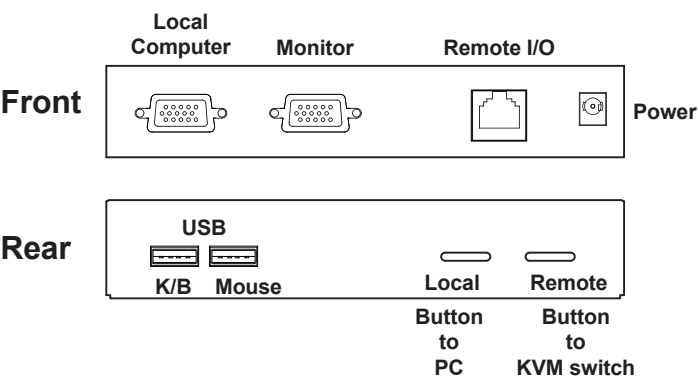 Local
Computer
Monitor
Remote I/O
Front
Power
Rear
USB
K/B
Mouse
Local
Remote
Button
to
PC
Button
to
KVM switch